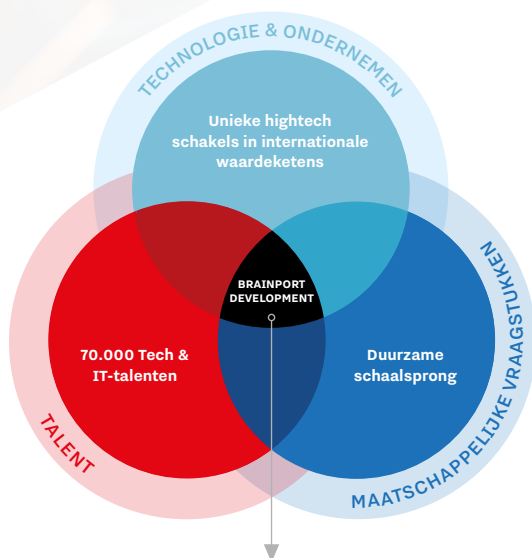 TECHNOLOGIE & ONDERNEMEN
Unieke hightech
schakels in internationale
waardeketens
BRAINPORT
DEVELOPMENT
70.000 Tech &
IT-talenten
Duurzame
schaalsprong
TALENT
MAATSCHAPPELIJKE VRAAGSTUKKEN